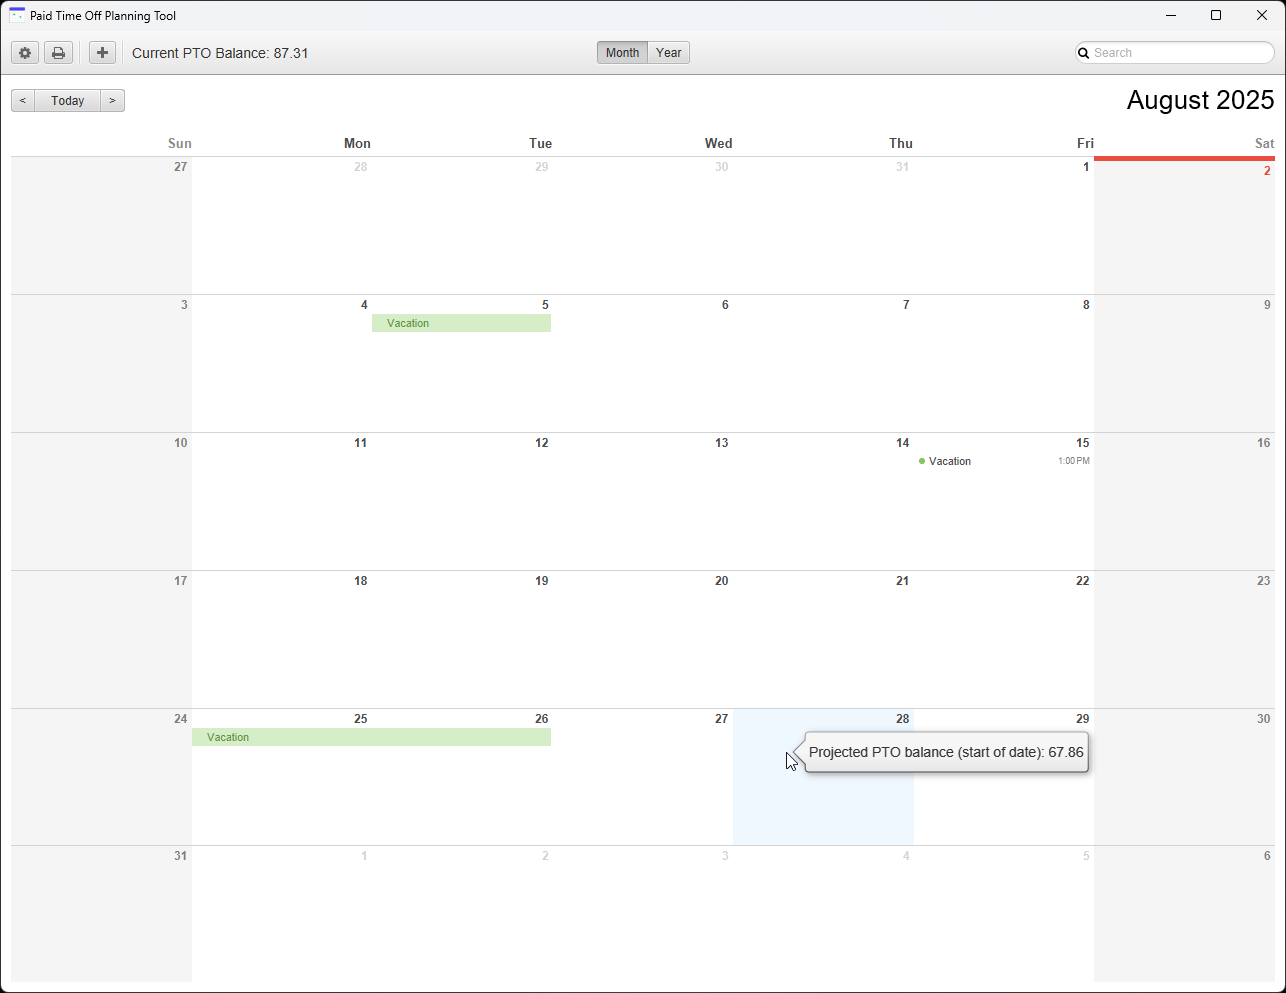 Paid Time Off Planning Tool
Current PTO Balance: 87.31
Month Year
Search
< Today >
August 2025
Sun Mon Tue Wed Thu Fri Sat
27 28 29 30 31 1 2
3 4 5 6 7 8 9
Vacation
10 11 12 13 14 15 16
Vacation 1:00 PM
17 18 19 20 21 22 23
24 25 26 27 28 29 30
Vacation
Projected PTO balance (start of date): 67.86
31 1 2 3 4 5 6